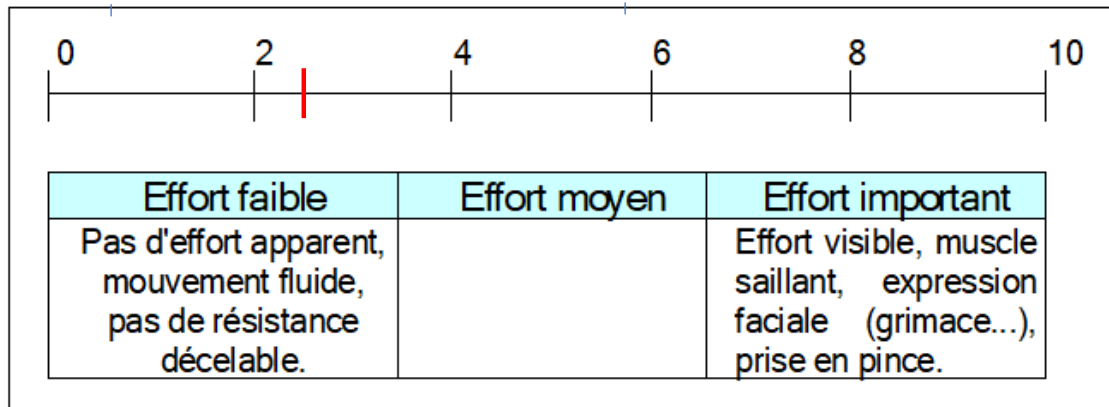 0 2 4 6 8 10
Effort faible Effort moyen Effort important
Pas d'effort apparent,
mouvement fluide,
pas de résistance
décelable.
Effort visible, muscle
saillant, expression
faciale (grimace...),
prise en pince.